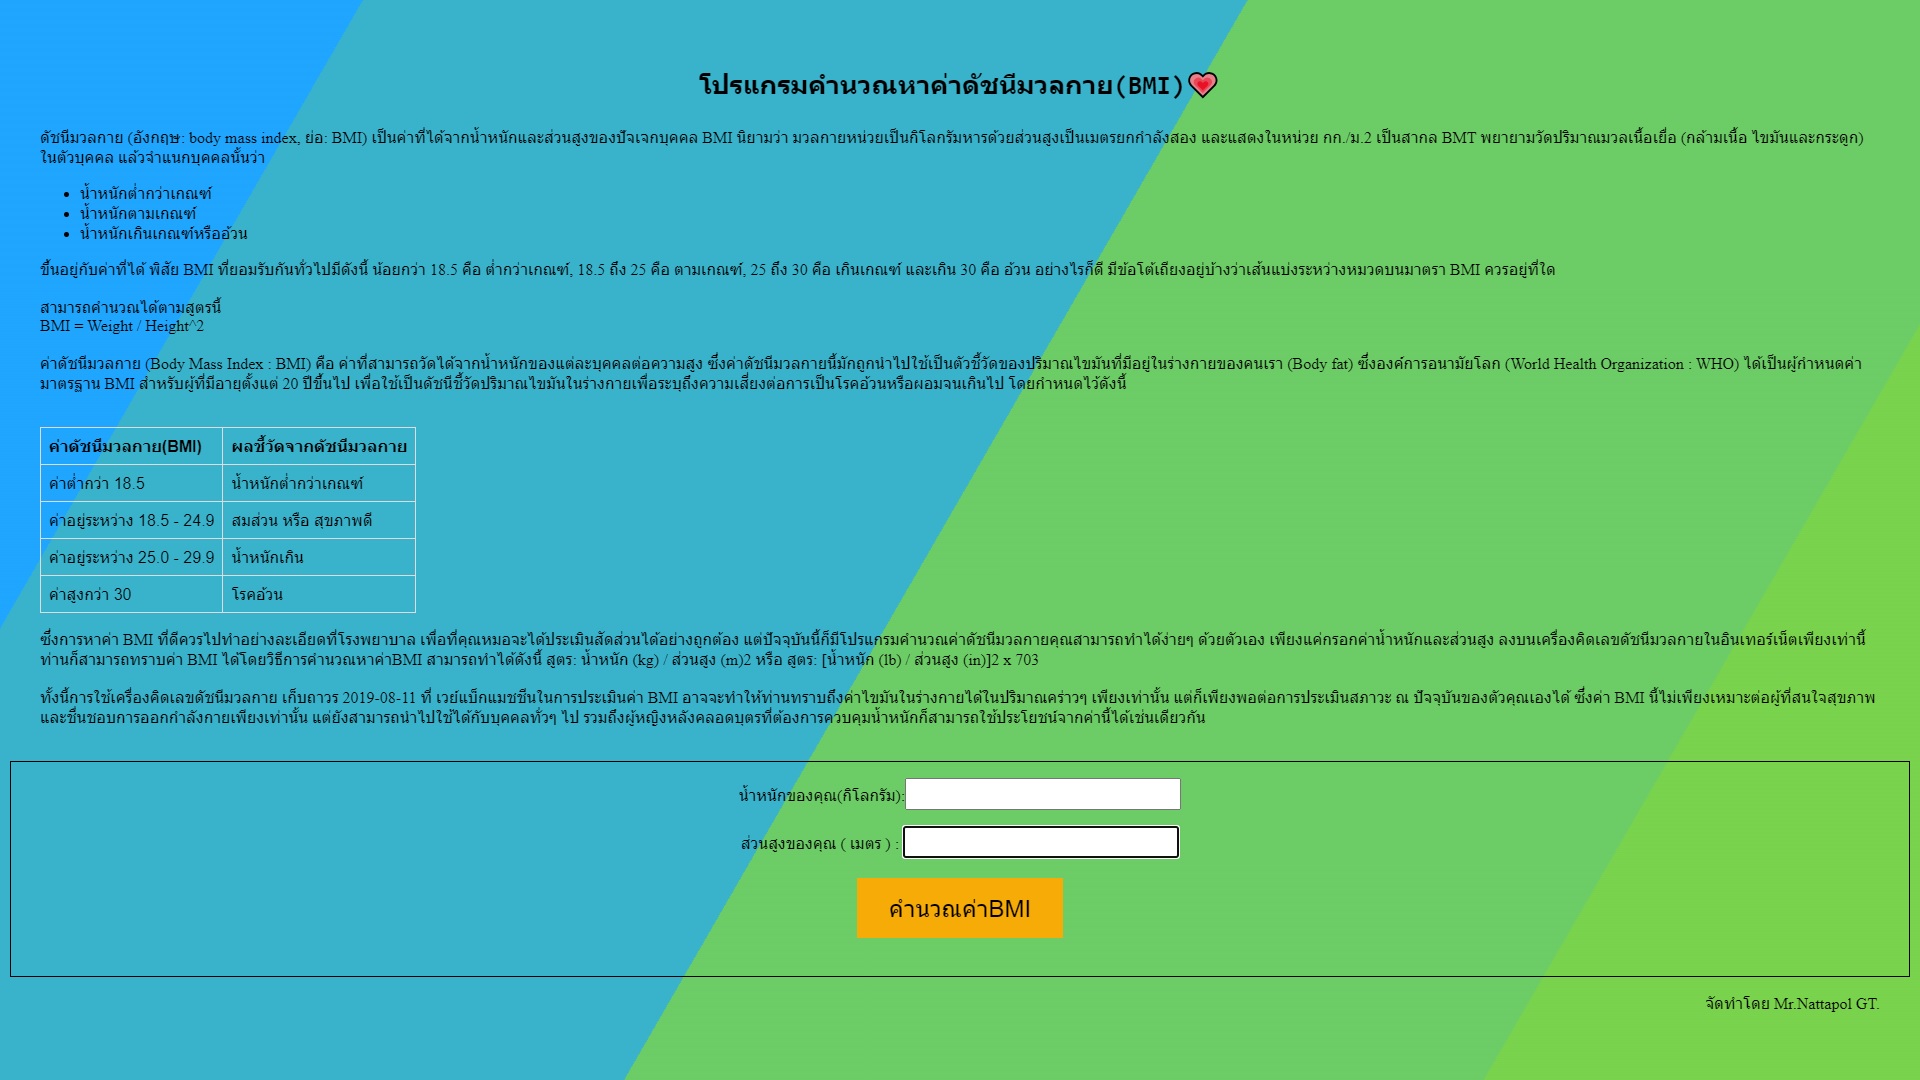 โปรแกรมคำนวณหาค่าดัชนีมวลกาย(BMI)💗
ดัชนีมวลกาย (อังกฤษ: body mass index, ย่อ: BMI) เป็นค่าที่ได้จากน้ำหนักและส่วนสูงของปัจเจกบุคคล BMI นิยามว่า มวลกายหน่วยเป็นกิโลกรัมหารด้วยส่วนสูงเป็นเมตรยกกำลังสอง และแสดงในหน่วย กก./ม.2 เป็นสากล BMT พยายามวัดปริมาณมวลเนื้อเยื่อ (กล้ามเนื้อ ไขมันและกระดูก)
ในตัวบุคคล แล้วจำแนกบุคคลนั้นว่า
• น้ำหนักต่ำกว่าเกณฑ์
• น้ำหนักตามเกณฑ์
• น้ำหนักเกินเกณฑ์หรืออ้วน
ขึ้นอยู่กับค่าที่ได้ พิสัย BMI ที่ยอมรับกันทั่วไปมีดังนี้ น้อยกว่า 18.5 คือ ต่ำกว่าเกณฑ์, 18.5 ถึง 25 คือ ตามเกณฑ์, 25 ถึง 30 คือ เกินเกณฑ์ และเกิน 30 คือ อ้วน อย่างไรก็ดี มีข้อโต้เถียงอยู่บ้างว่าเส้นแบ่งระหว่างหมวดบนมาตรา BMI ควรอยู่ที่ใด
สามารถคำนวณได้ตามสูตรนี้
BMI = Weight / Height^2
ค่าดัชนีมวลกาย (Body Mass Index : BMI) คือ ค่าที่สามารถวัดได้จากน้ำหนักของแต่ละบุคคลต่อความสูง ซึ่งค่าดัชนีมวลกายนี้มักถูกนำไปใช้เป็นตัวชี้วัดของปริมาณไขมันที่มีอยู่ในร่างกายของคนเรา (Body fat) ซึ่งองค์การอนามัยโลก (World Health Organization : WHO) ได้เป็นผู้กำหนดค่า
มาตรฐาน BMI สำหรับผู้ที่มีอายุตั้งแต่ 20 ปีขึ้นไป เพื่อใช้เป็นดัชนีชี้วัดปริมาณไขมันในร่างกายเพื่อระบุถึงความเสี่ยงต่อการเป็นโรคอ้วนหรือผอมจนเกินไป โดยกำหนดไว้ดังนี้
ค่าดัชนีมวลกาย(BMI) ผลชี้วัดจากดัชนีมวลกาย
ค่าต่ำกว่า 18.5 น้ำหนักต่ำกว่าเกณฑ์
ค่าอยู่ระหว่าง 18.5 - 24.9 สมส่วน หรือ สุขภาพดี
ค่าอยู่ระหว่าง 25.0 - 29.9 น้ำหนักเกิน
ค่าสูงกว่า 30 โรคอ้วน
ซึ่งการหาค่า BMI ที่ดีควรไปทำอย่างละเอียดที่โรงพยาบาล เพื่อที่คุณหมอจะได้ประเมินสัดส่วนได้อย่างถูกต้อง แต่ปัจจุบันนี้ก็มีโปรแกรมคำนวณค่าดัชนีมวลกายคุณสามารถทำได้ง่ายๆ ด้วยตัวเอง เพียงแค่กรอกค่าน้ำหนักและส่วนสูง ลงบนเครื่องคิดเลขดัชนีมวลกายในอินเทอร์เน็ตเพียงเท่านี้
ท่านก็สามารถทราบค่า BMI ได้โดยวิธีการคำนวณหาค่าBMI สามารถทำได้ดังนี้ สูตร: น้ำหนัก (kg) / ส่วนสูง (m)2 หรือ สูตร: [น้ำหนัก (lb) / ส่วนสูง (in)]2 x 703
ทั้งนี้การใช้เครื่องคิดเลขดัชนีมวลกาย เก็บถาวร 2019-08-11 ที่ เวย์แบ็กแมชชีนในการประเมินค่า BMI อาจจะทำให้ท่านทราบถึงค่าไขมันในร่างกายได้ในปริมาณคร่าวๆ เพียงเท่านั้น แต่ก็เพียงพอต่อการประเมินสภาวะ ณ ปัจจุบันของตัวคุณเองได้ ซึ่งค่า BMI นี้ไม่เพียงเหมาะต่อผู้ที่สนใจสุขภาพ
และชื่นชอบการออกกำลังกายเพียงเท่านั้น แต่ยังสามารถนำไปใช้ได้กับบุคคลทั่วๆ ไป รวมถึงผู้หญิงหลังคลอดบุตรที่ต้องการควบคุมน้ำหนักก็สามารถใช้ประโยชน์จากค่านี้ได้เช่นเดียวกัน
น้ำหนักของคุณ(กิโลกรัม):
ส่วนสูงของคุณ ( เมตร ) :
คำนวณค่าBMI
จัดทำโดย Mr.Nattapol GT.